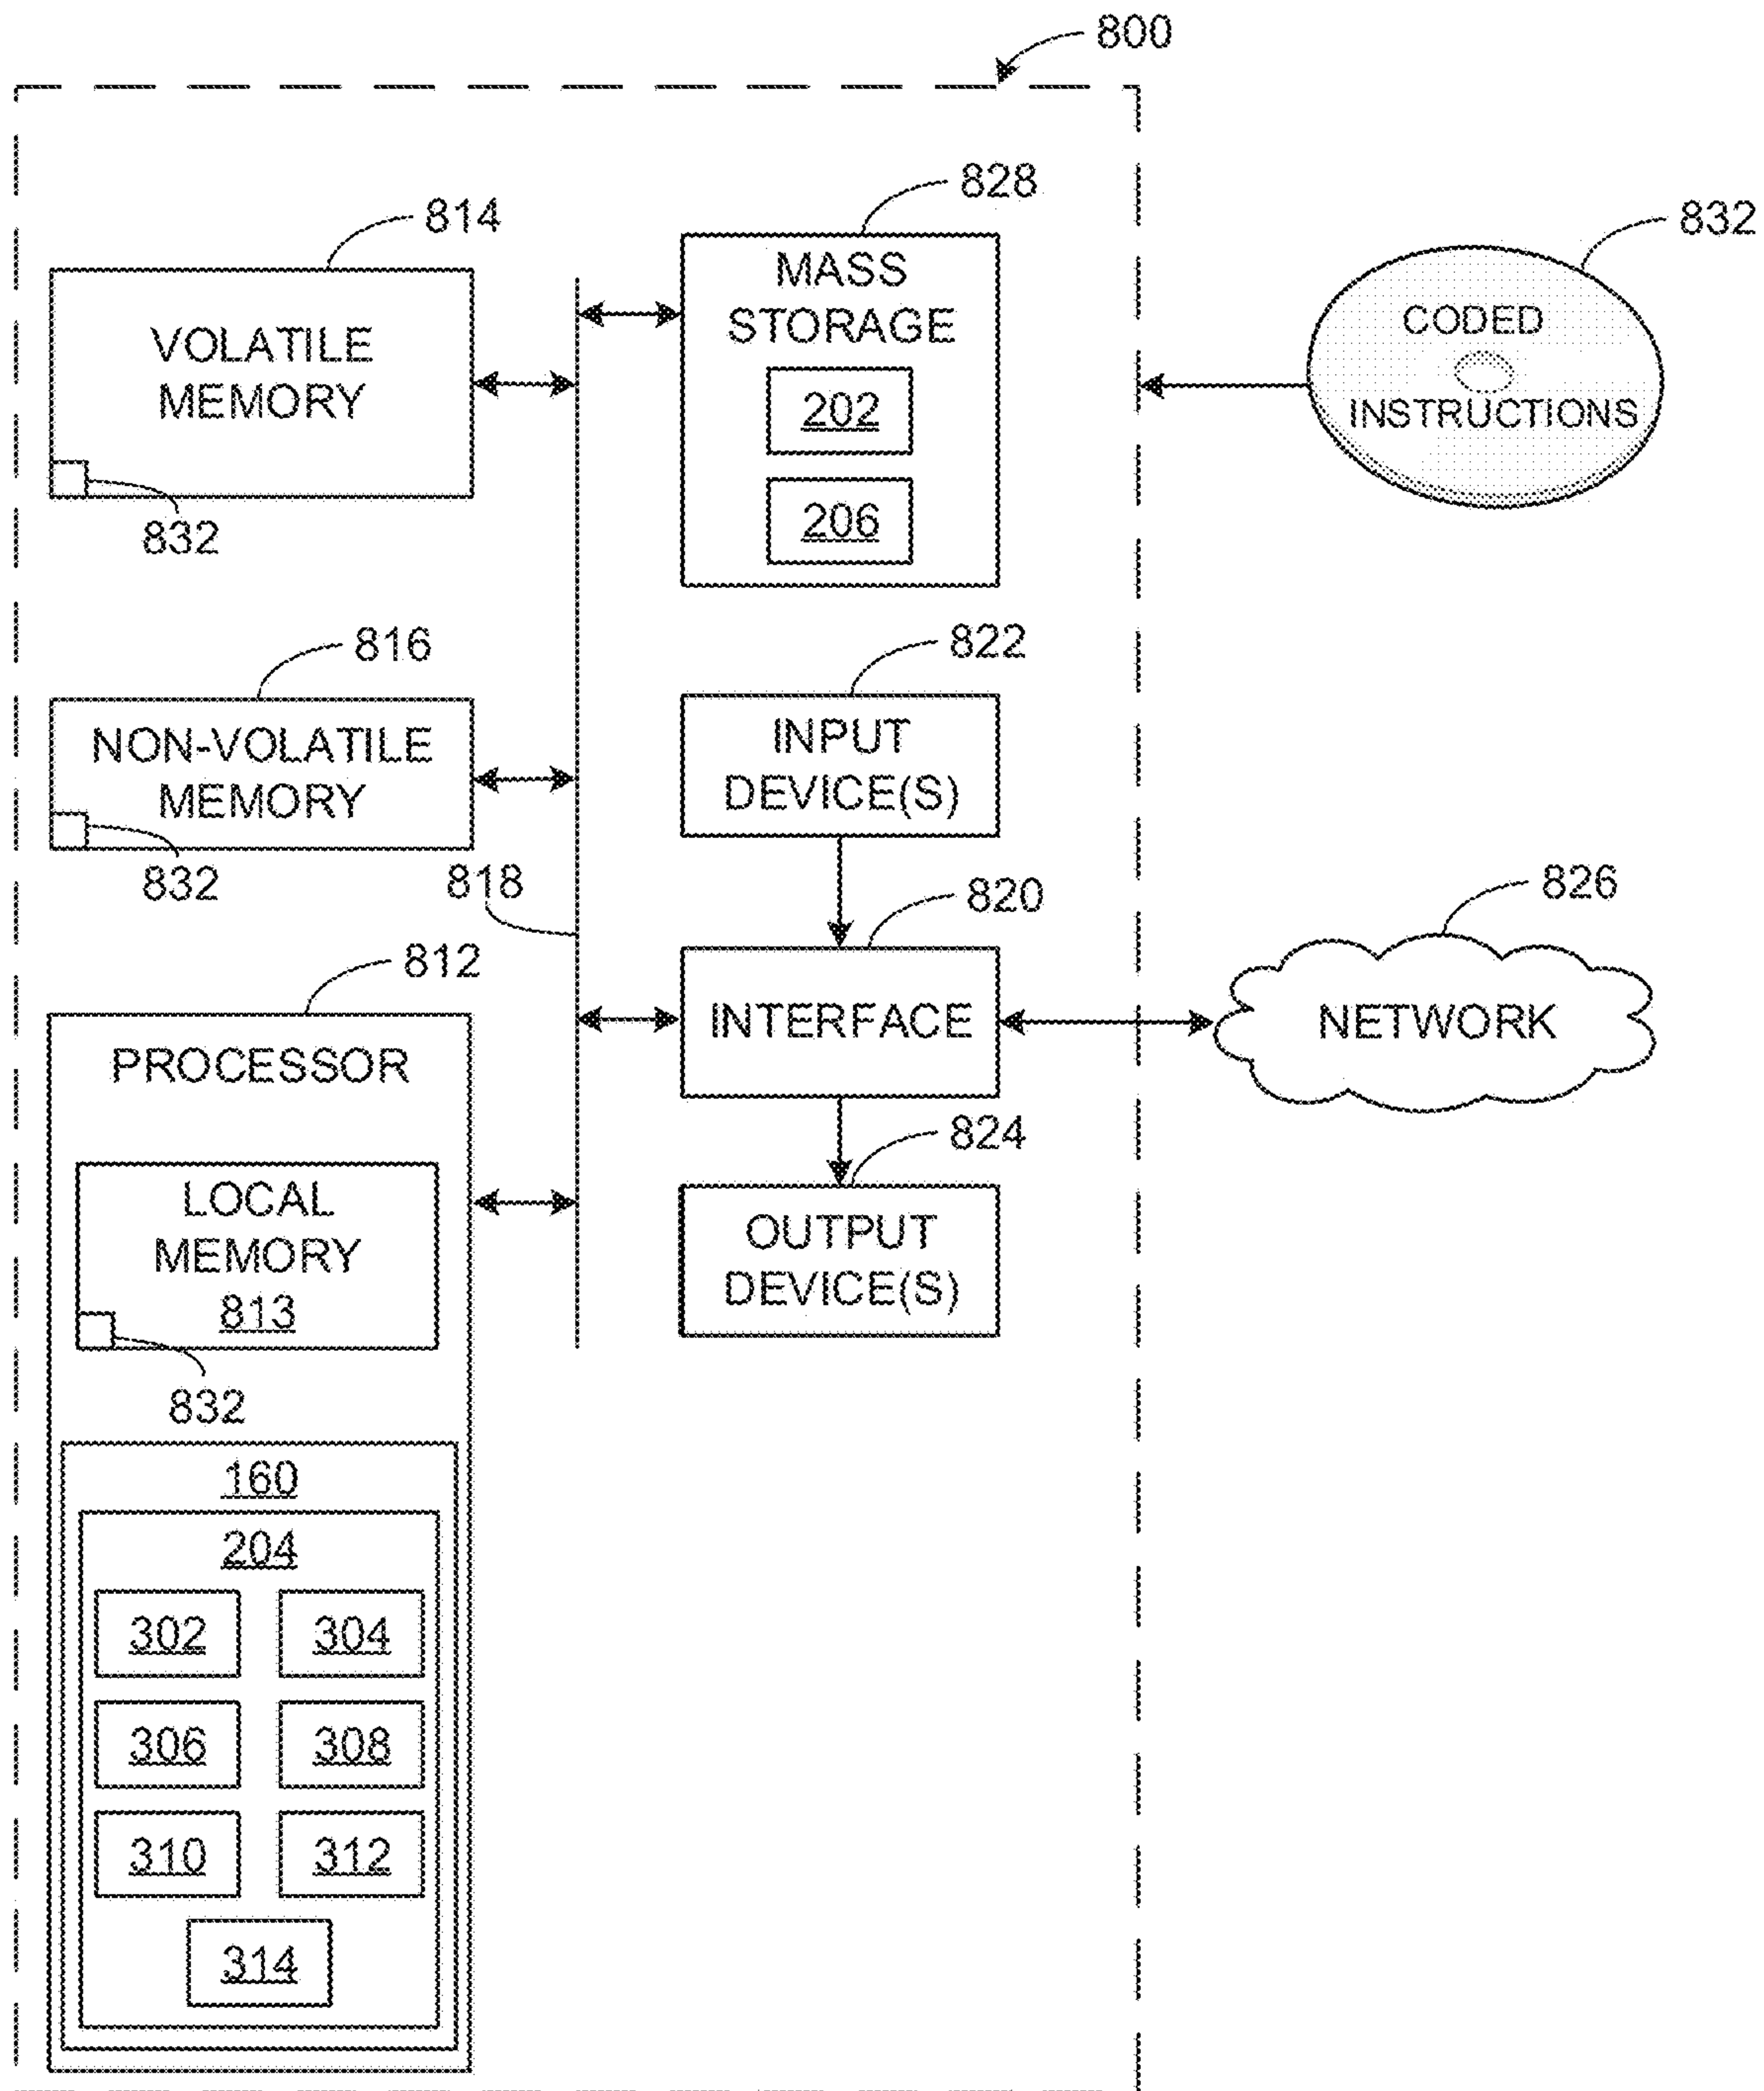 800
814
VOLATILE
MEMORY
832
828
MASS
STORAGE
202
206
832
CODED
INSTRUCTIONS
816
NON-VOLATILE
MEMORY
832
818
822
INPUT
DEVICE(S)
820
INTERFACE
826
NETWORK
824
OUTPUT
DEVICE(S)
812
PROCESSOR
LOCAL
MEMORY
813
832
160
204
302
304
306
308
310
312
314